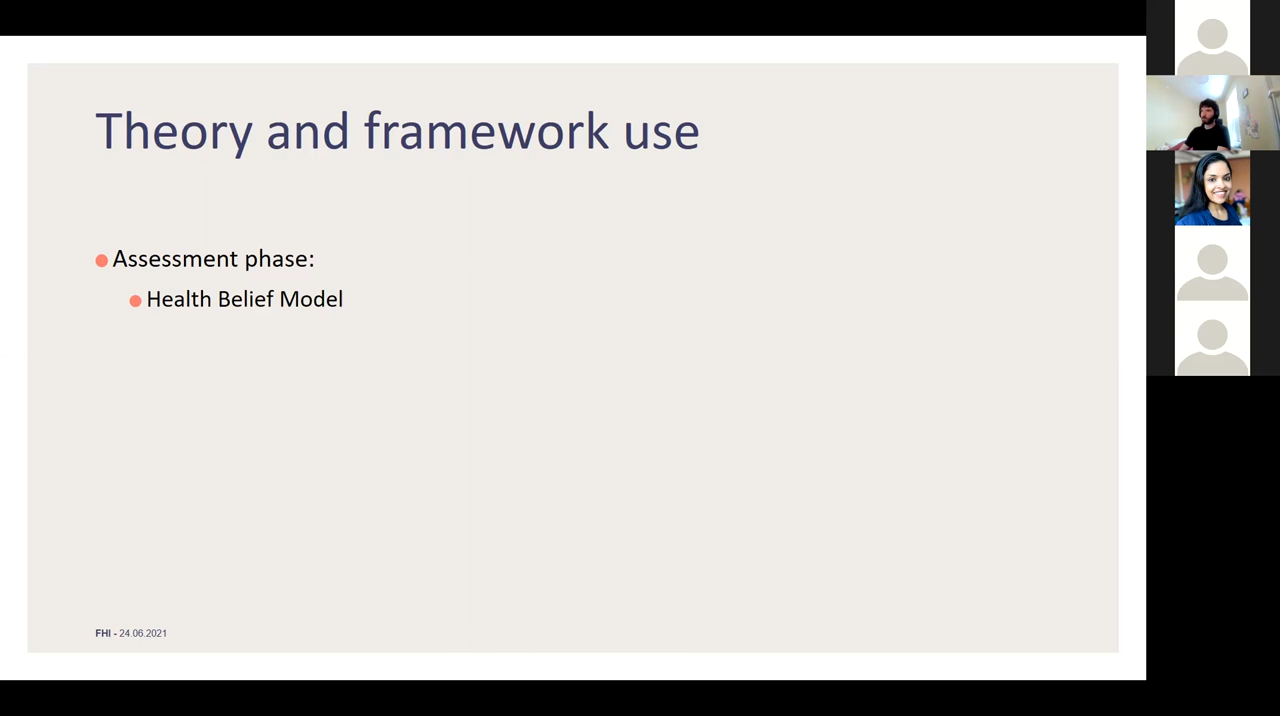 Theory and framework use
Assessment phase:
Health Belief Model
FHI - 24.06.2021